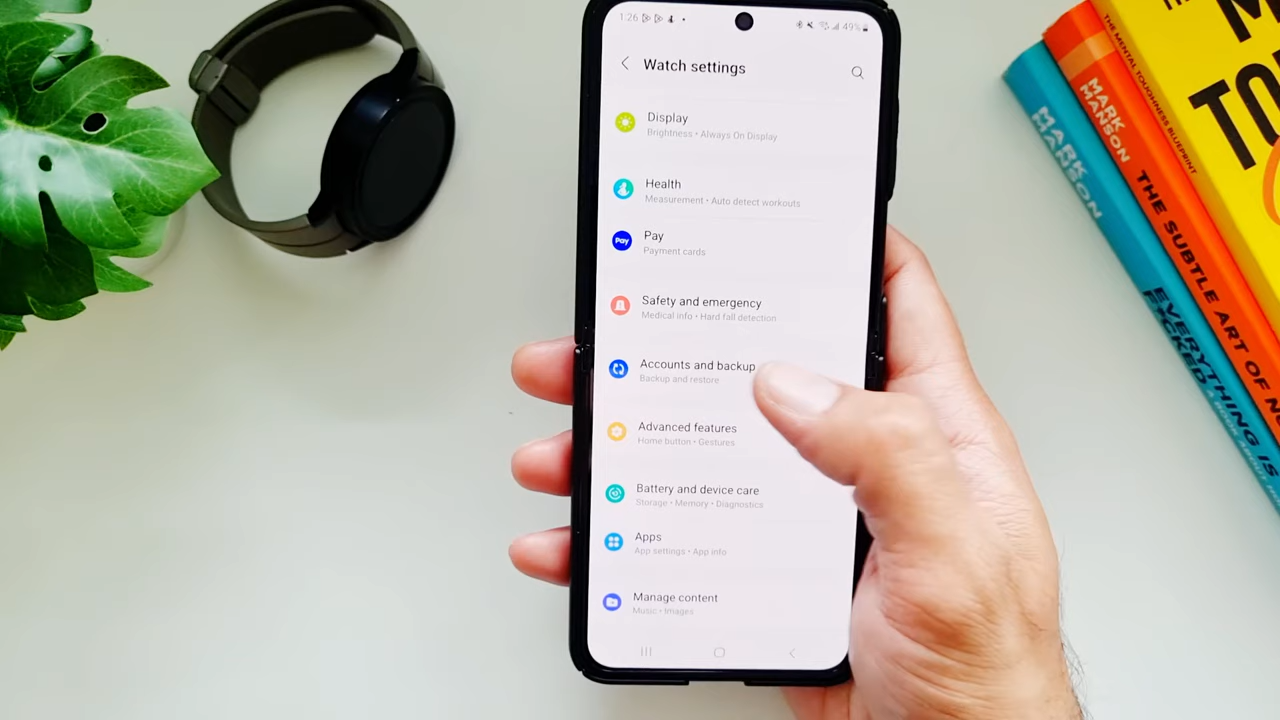 1:26
49%
Watch settings
Display
Brightness • Always On Display
Health
Measurement • Auto detect workouts
Pay
Pay
Payment cards
Safety and emergency
Medical info • Hard fall detection
Accounts and backup
Backup and restore
Advanced features
Home button • Gestures
Battery and device care
Storage • Memory • Diagnostics
Apps
App settings • App info
Manage content
Music • Images
MARK MANSON
EVERYTHING IS
MARK MANSON
THE SUBTLE ART OF
THE MENTAL TOUGHNESS BLUEPRINT